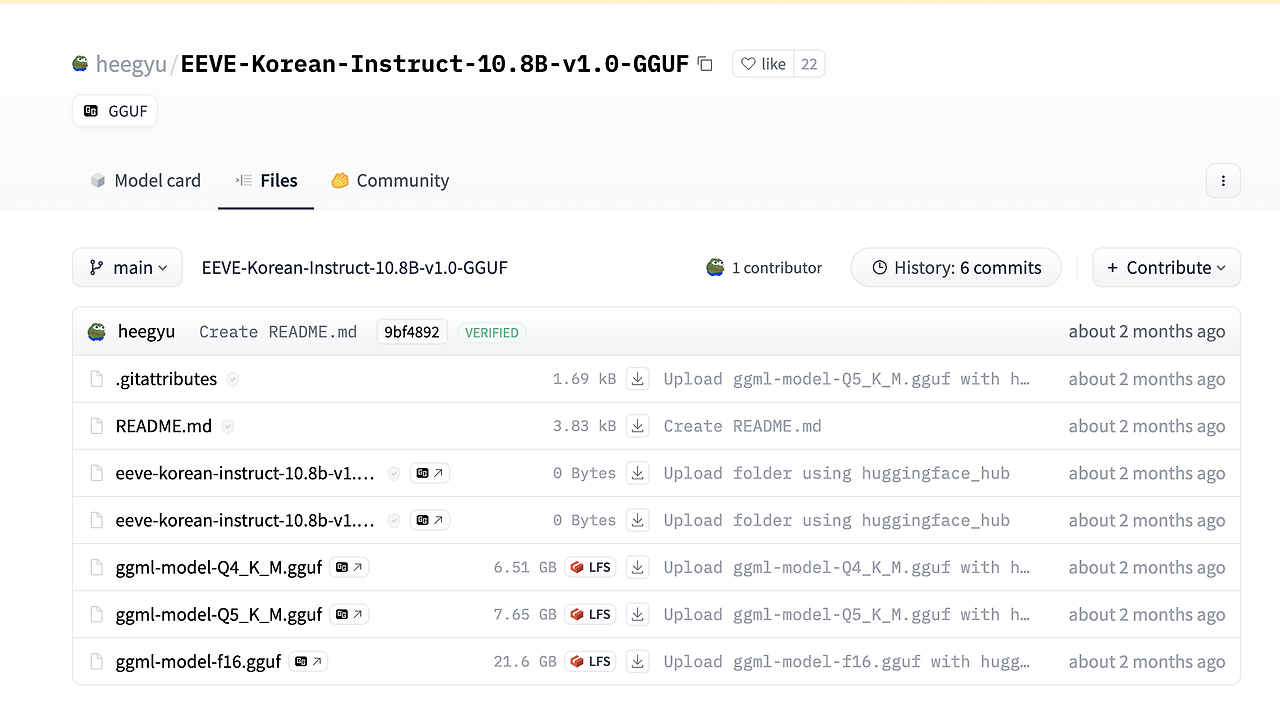 heegyu/EEVE-Korean-Instruct-10.8B-v1.0-GGUF like 22
GGUF
Model card Files Community
main EEVE-Korean-Instruct-10.8B-v1.0-GGUF 1 contributor History: 6 commits + Contribute
heegyu Create README.md 9bf4892 VERIFIED about 2 months ago
.gitattributes 1.69 kB Upload ggml-model-Q5_K_M.gguf with h… about 2 months ago
README.md 3.83 kB Create README.md about 2 months ago
eeve-korean-instruct-10.8b-v1.… 0 Bytes Upload folder using huggingface_hub about 2 months ago
eeve-korean-instruct-10.8b-v1.… 0 Bytes Upload folder using huggingface_hub about 2 months ago
ggml-model-Q4_K_M.gguf 6.51 GB LFS Upload ggml-model-Q4_K_M.gguf with h… about 2 months ago
ggml-model-Q5_K_M.gguf 7.65 GB LFS Upload ggml-model-Q5_K_M.gguf with h… about 2 months ago
ggml-model-f16.gguf 21.6 GB LFS Upload ggml-model-f16.gguf with hugg… about 2 months ago